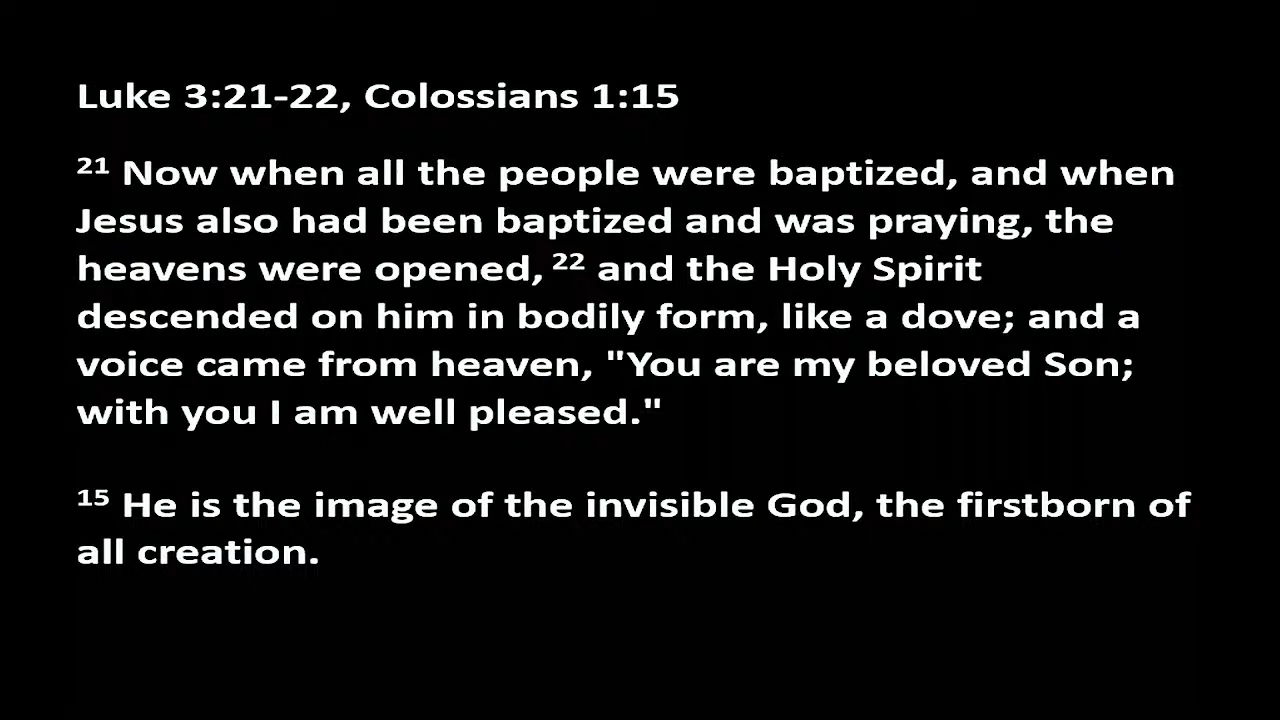 Luke 3:21-22, Colossians 1:15
21 Now when all the people were baptized, and when
Jesus also had been baptized and was praying, the
heavens were opened, 22 and the Holy Spirit
descended on him in bodily form, like a dove; and a
voice came from heaven, "You are my beloved Son;
with you I am well pleased."
15 He is the image of the invisible God, the firstborn of
all creation.